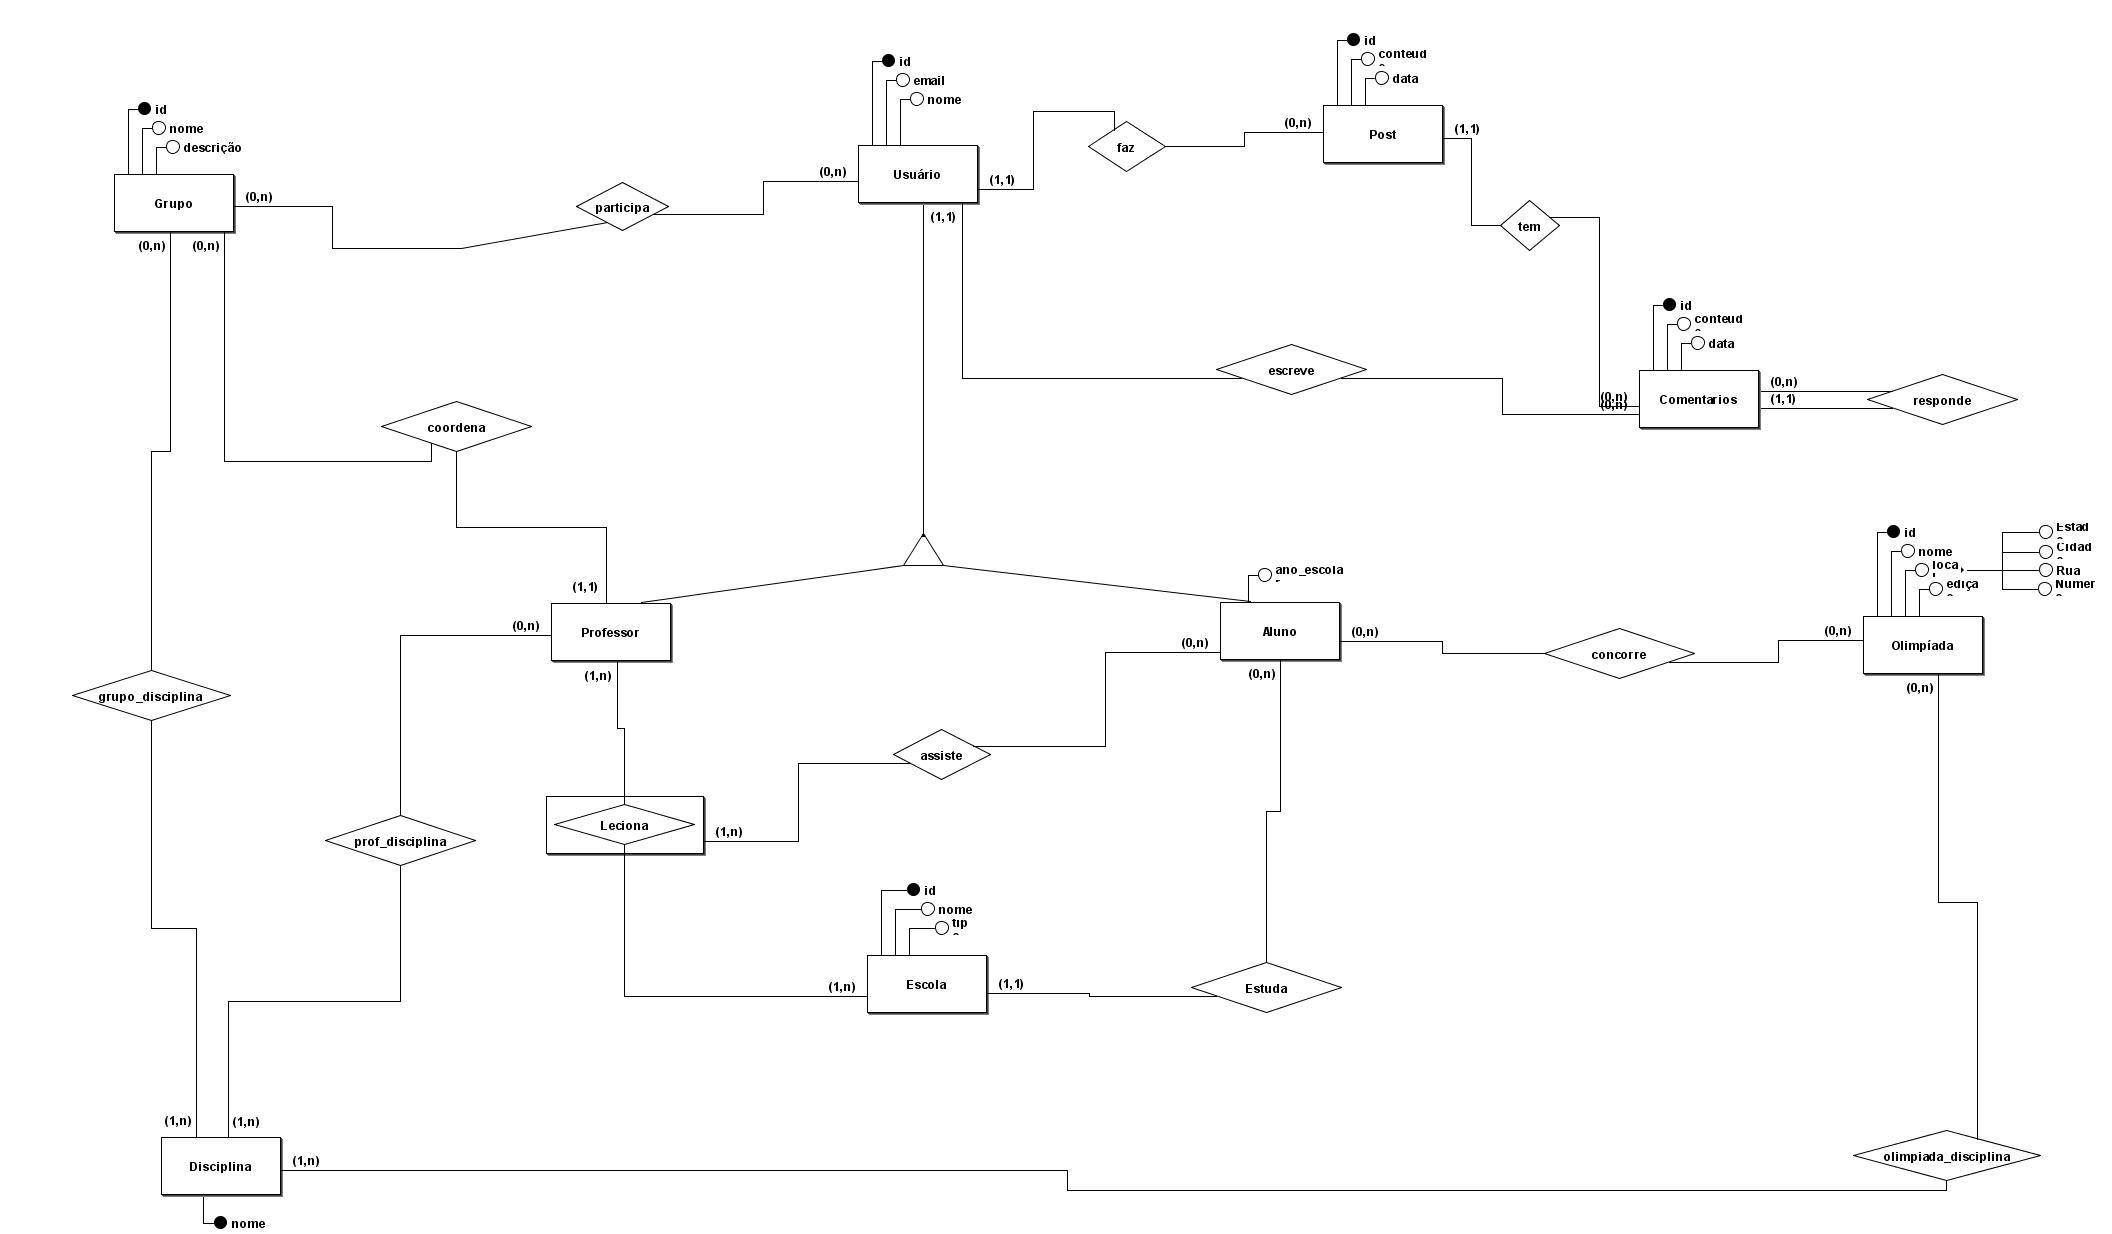 id
conteud
data
id
email
nome
id
nome
descrição
Post
(0,n)
(1,1)
faz
Usuário
(0,n)
(1,1)
(1,1)
Grupo
(0,n)
(0,n)
(0,n)
participa
tem
id
conteud
data
Comentarios
(0,n)
(0,n)
(0,n)
(1,1)
responde
escreve
coordena
id
nome
loca
ediça
Estad
Cidad
Rua
Numer
ano_escola
(1,1)
Professor
(0,n)
(1,n)
Aluno
(0,n)
(0,n)
(0,n)
concorre
(0,n)
Olimpíada
(0,n)
grupo_disciplina
assiste
prof_disciplina
Leciona
(1,n)
id
nome
tip
Escola
(1,n)
(1,1)
Estuda
(1,n)
(1,n)
Disciplina
(1,n)
olimpiada_disciplina
nome